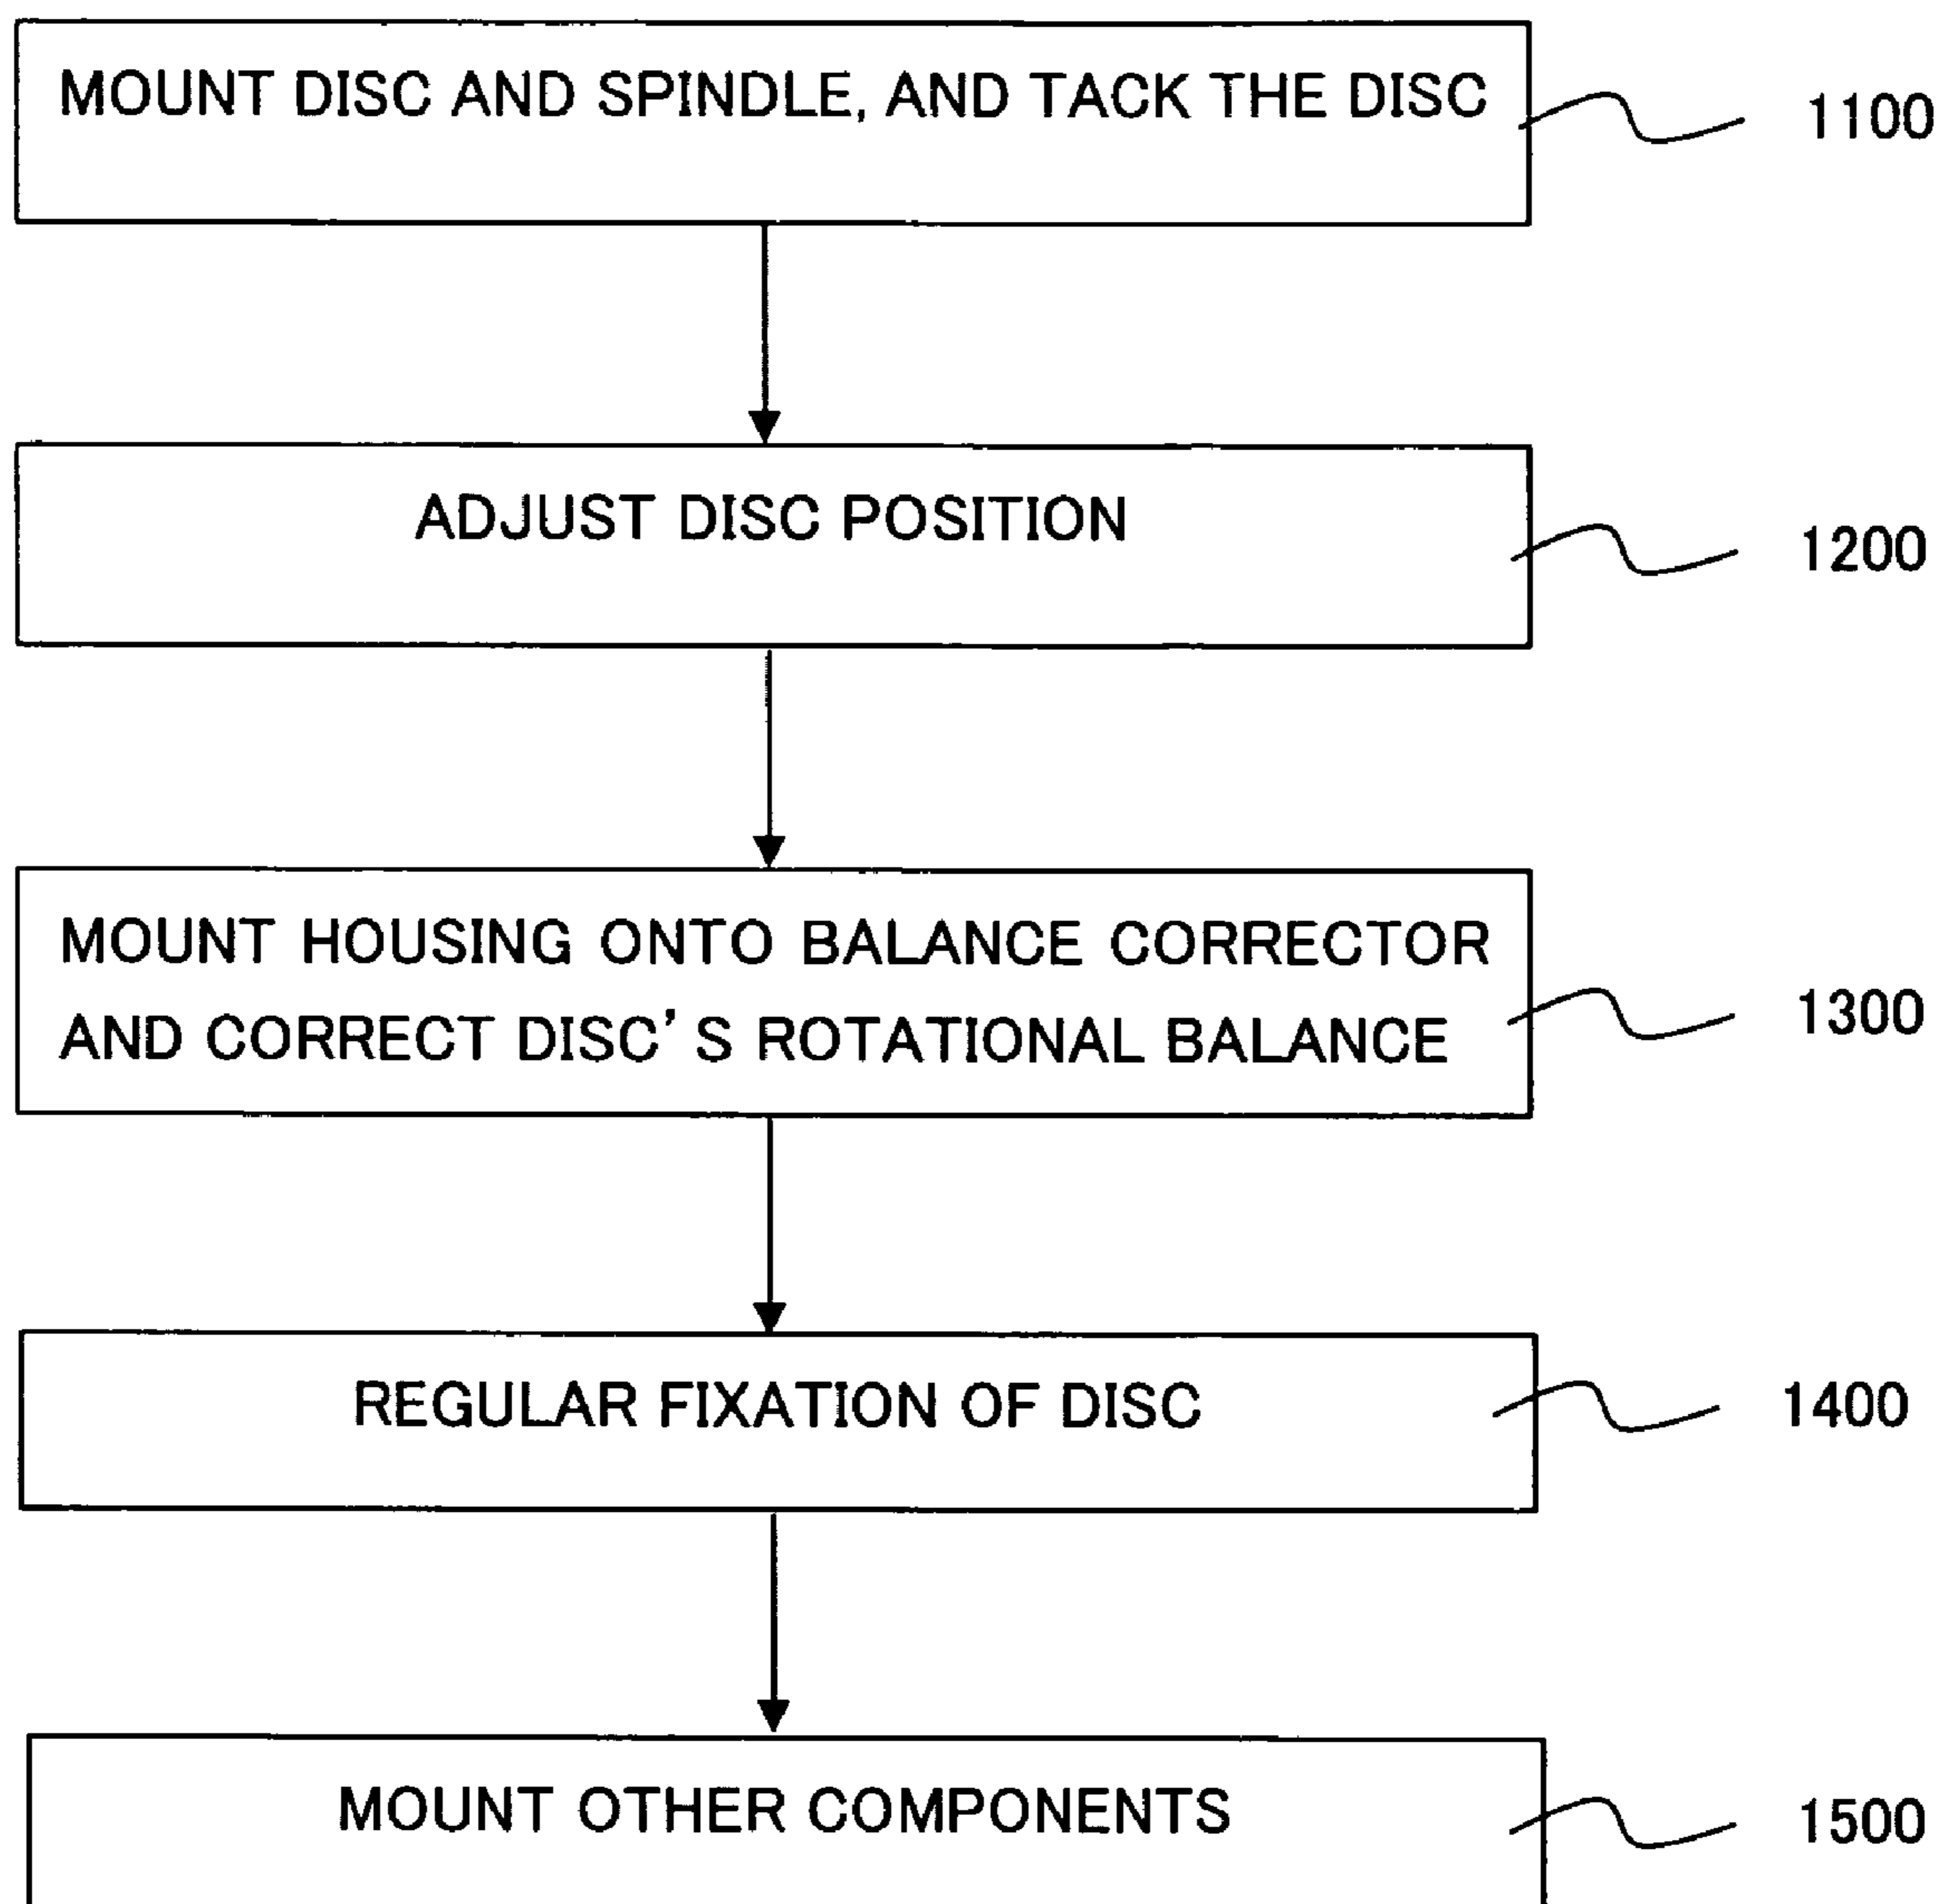 MOUNT DISC AND SPINDLE, AND TACK THE DISC
1100
ADJUST DISC POSITION
1200
MOUNT HOUSING ONTO BALANCE CORRECTOR
AND CORRECT DISC'S ROTATIONAL BALANCE
1300
REGULAR FIXATION OF DISC
1400
MOUNT OTHER COMPONENTS
1500